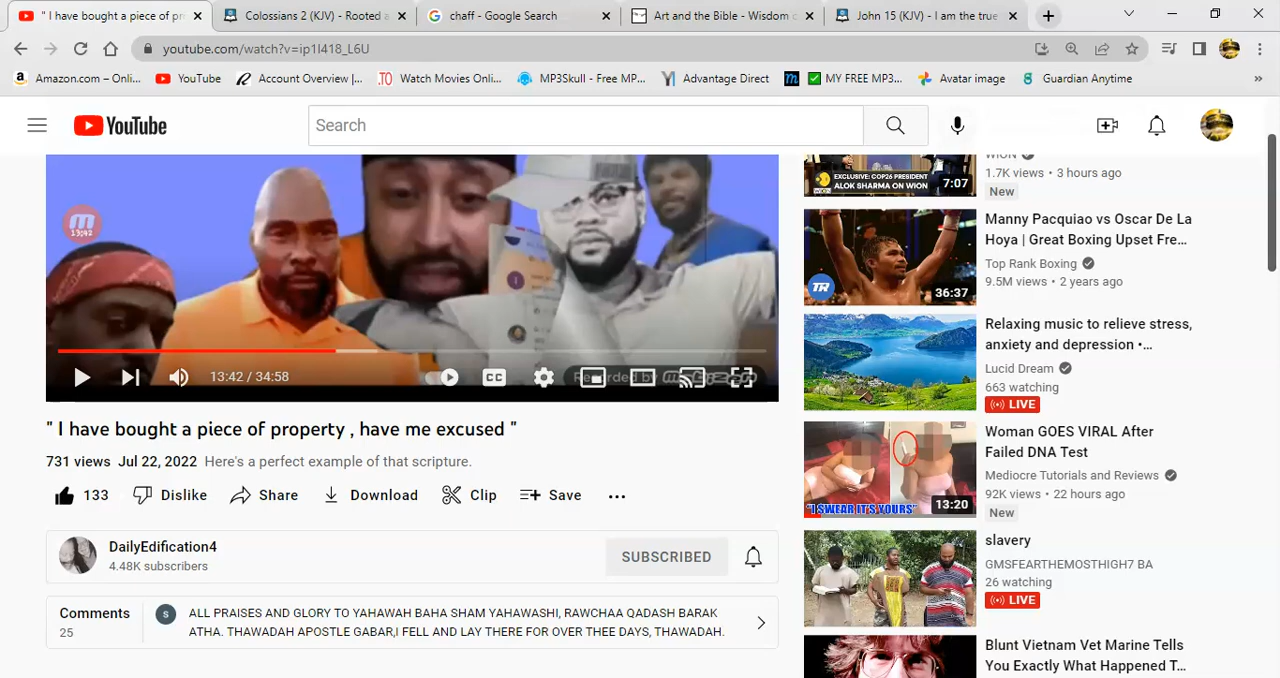 " I have bought a piece of pr
Colossians 2 (KJV) - Rooted a
chaff - Google Search
Art and the Bible - Wisdom c
John 15 (KJV) - I am the true
youtube.com/watch?v=ip1I418_L6U
Amazon.com – Onli...
YouTube
Account Overview |...
Watch Movies Onlin...
MP3Skull - Free MP...
Advantage Direct
MY FREE MP3...
Avatar image
Guardian Anytime
YouTube
Search
13:42
13:42 / 34:58
CC
Recorded by
" I have bought a piece of property , have me excused "
731 views Jul 22, 2022 Here's a perfect example of that scripture.
133 Dislike Share Download Clip Save
DailyEdification4
4.48K subscribers
SUBSCRIBED
Comments
25
S
ALL PRAISE AND TO YAHAWAH BAHA SHAM YAHAWASHI, RAWCHAA QADASH BARAK
ATHA. THAWADAH APOSTLE GABAR,I FELL AND LAY THERE FOR OVER THEE DAYS, THAWADAH.
EXCLUSIVE: COP26 PRESIDENT
ALOK SHARMA ON WION
7:07
WION
1.7K views • 3 hours ago
New
TR
36:37
Manny Pacquiao vs Oscar De La
Hoya | Great Boxing Upset Fre...
Top Rank Boxing
9.5M views • 2 years ago
Relaxing music to relieve stress,
anxiety and depression •...
Lucid Dream
663 watching
LIVE
"I SWEAR IT'S YOURS"
13:20
Woman GOES VIRAL After
Failed DNA Test
Mediocre Tutorials and Reviews
92K views • 22 hours ago
New
slavery
GMSFEARTHEMOSTHIGH7 BA
26 watching
LIVE
Blunt Vietnam Vet Marine Tells
You Exactly What Happened T...